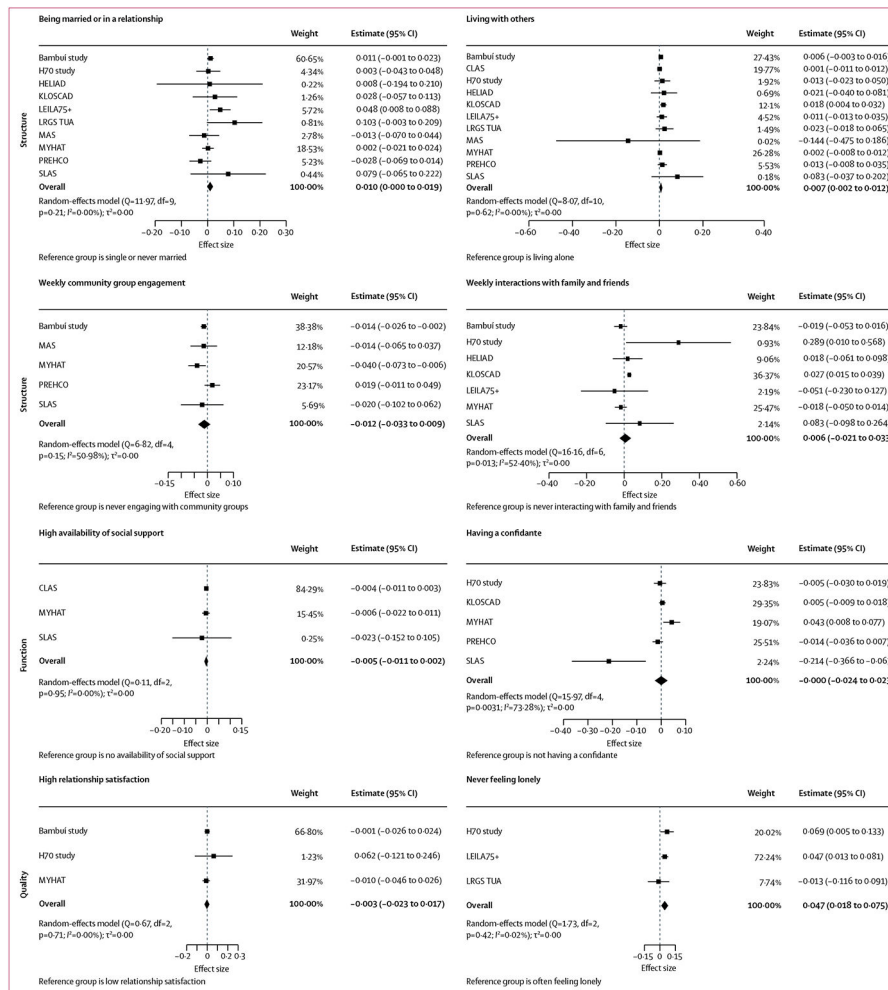 Being married or in a relationship
Weight Estimate (95% CI)
Structure
Bambuí study 60·65% 0·011 (−0·001 to 0·023)
H70 study 4·34% 0·003 (−0·043 to 0·048)
HELIAD 0·22% 0·008 (−0·194 to 0·210)
KLOSCAD 1·26% 0·028 (−0·057 to 0·113)
LEILA75+ 5·72% 0·048 (0·008 to 0·088)
LRGS TUA 0·81% 0·103 (−0·003 to 0·209)
MAS 2·78% −0·013 (−0·070 to 0·044)
MYHAT 18·53% 0·002 (−0·021 to 0·024)
PREHCO 5·23% −0·028 (−0·069 to 0·014)
SLAS 0·44% 0·079 (−0·065 to 0·222)
Overall 100·00% 0·010 (0·000 to 0·019)
Random-effects model (Q=11·97, df=9,
p=0·21; I²=0·00%); τ²=0·00
−0·20 −0·10 0 0·10 0·20 0·30
Effect size
Reference group is single or never married
Living with others
Weight Estimate (95% CI)
Bambuí study 27·43% 0·006 (−0·003 to 0·016)
CLAS 19·77% 0·001 (−0·011 to 0·012)
H70 study 1·92% 0·013 (−0·023 to 0·050)
HELIAD 0·69% 0·021 (−0·040 to 0·081)
KLOSCAD 12·1% 0·018 (0·004 to 0·032)
LEILA75+ 4·52% 0·011 (−0·013 to 0·035)
LRGS TUA 1·49% 0·023 (−0·018 to 0·065)
MAS 0·02% −0·144 (−0·475 to 0·186)
MYHAT 26·28% 0·002 (−0·008 to 0·012)
PREHCO 5·53% 0·013 (−0·008 to 0·035)
SLAS 0·18% 0·083 (−0·037 to 0·202)
Overall 100·00% 0·007 (0·002 to 0·012)
Random-effects model (Q=8·07, df=10,
p=0·62; I²=0·00%); τ²=0·00
−0·60 −0·40 −0·20 0 0·20 0·40
Effect size
Reference group is living alone
Weekly community group engagement
Weight Estimate (95% CI)
Structure
Bambuí study 38·38% −0·014 (−0·026 to −0·002)
MAS 12·18% −0·014 (−0·065 to 0·037)
MYHAT 20·57% −0·040 (−0·073 to −0·006)
PREHCO 23·17% 0·019 (−0·011 to 0·049)
SLAS 5·69% −0·020 (−0·102 to 0·062)
Overall 100·00% −0·012 (−0·033 to 0·009)
Random-effects model (Q=6·82, df=4,
p=0·15; I²=50·98%); τ²=0·00
−0·15 0 0·10
Effect size
Reference group is never engaging with community groups
Weekly interactions with family and friends
Weight Estimate (95% CI)
Bambuí study 23·84% −0·019 (−0·053 to 0·016)
H70 study 0·93% 0·289 (0·010 to 0·568)
HELIAD 9·06% 0·018 (−0·061 to 0·098
KLOSCAD 36·37% 0·027 (0·015 to 0·039)
LEILA75+ 2·19% −0·051 (−0·230 to 0·127)
MYHAT 25·47% −0·018 (−0·050 to 0·014)
SLAS 2·14% 0·083 (−0·098 to 0·264
Overall 100·00% 0·006 (−0·021 to 0·033
Random-effects model (Q=16·16, df=6,
p=0·013; I²=52·40%); τ²=0·00
−0·40 −0·20 0 0·20 0·40 0·60
Effect size
Reference group is never interacting with family and friends
High availability of social support
Weight Estimate (95% CI)
Function
CLAS 84·29% −0·004 (−0·011 to 0·003)
MYHAT 15·45% −0·006 (−0·022 to 0·011)
SLAS 0·25% −0·023 (−0·152 to 0·105)
Overall 100·00% −0·005 (−0·011 to 0·002)
Random-effects model (Q=0·11, df=2,
p=0·95; I²=0·00%); τ²=0·00
−0·20 −0·10 0 0·15
Effect size
Reference group is no availability of social support
Having a confidante
Weight Estimate (95% CI)
H70 study 23·83% −0·005 (−0·030 to 0·019)
KLOSCAD 29·35% 0·005 (−0·009 to 0·018)
MYHAT 19·07% 0·043 (0·008 to 0·077)
PREHCO 25·51% −0·014 (−0·036 to 0·007)
SLAS 2·24% −0·214 (−0·366 to −0·06
Overall 100·00% −0·000 (−0·024 to 0·023
Random-effects model (Q=15·97, df=4,
p=0·0031; I²=73·28%); τ²=0·00
−0·40 −0·30 −0·20 0 0·10
Effect size
Reference group is not having a confidante
High relationship satisfaction
Weight Estimate (95% CI)
Quality
Bambuí study 66·80% −0·001 (−0·026 to 0·024)
H70 study 1·23% 0·062 (−0·121 to 0·246)
MYHAT 31·97% −0·010 (−0·046 to 0·026)
Overall 100·00% −0·003 (−0·023 to 0·017)
Random-effects model (Q=0·67, df=2,
p=0·71; I²=0·00%); τ²=0·00
−0·2 0 0·2 0·3
Effect size
Reference group is low relationship satisfaction
Never feeling lonely
Weight Estimate (95% CI)
H70 study 20·02% 0·069 (0·005 to 0·133)
LEILA75+ 72·24% 0·047 (0·013 to 0·081)
LRGS TUA 7·74% −0·013 (−0·116 to 0·091)
Overall 100·00% 0·047 (0·018 to 0·075)
Random-effects model (Q=1·73, df=2,
p=0·42; I²=0·02%); τ²=0·00
−0·15 0 0·15
Effect size
Reference group is often feeling lonely